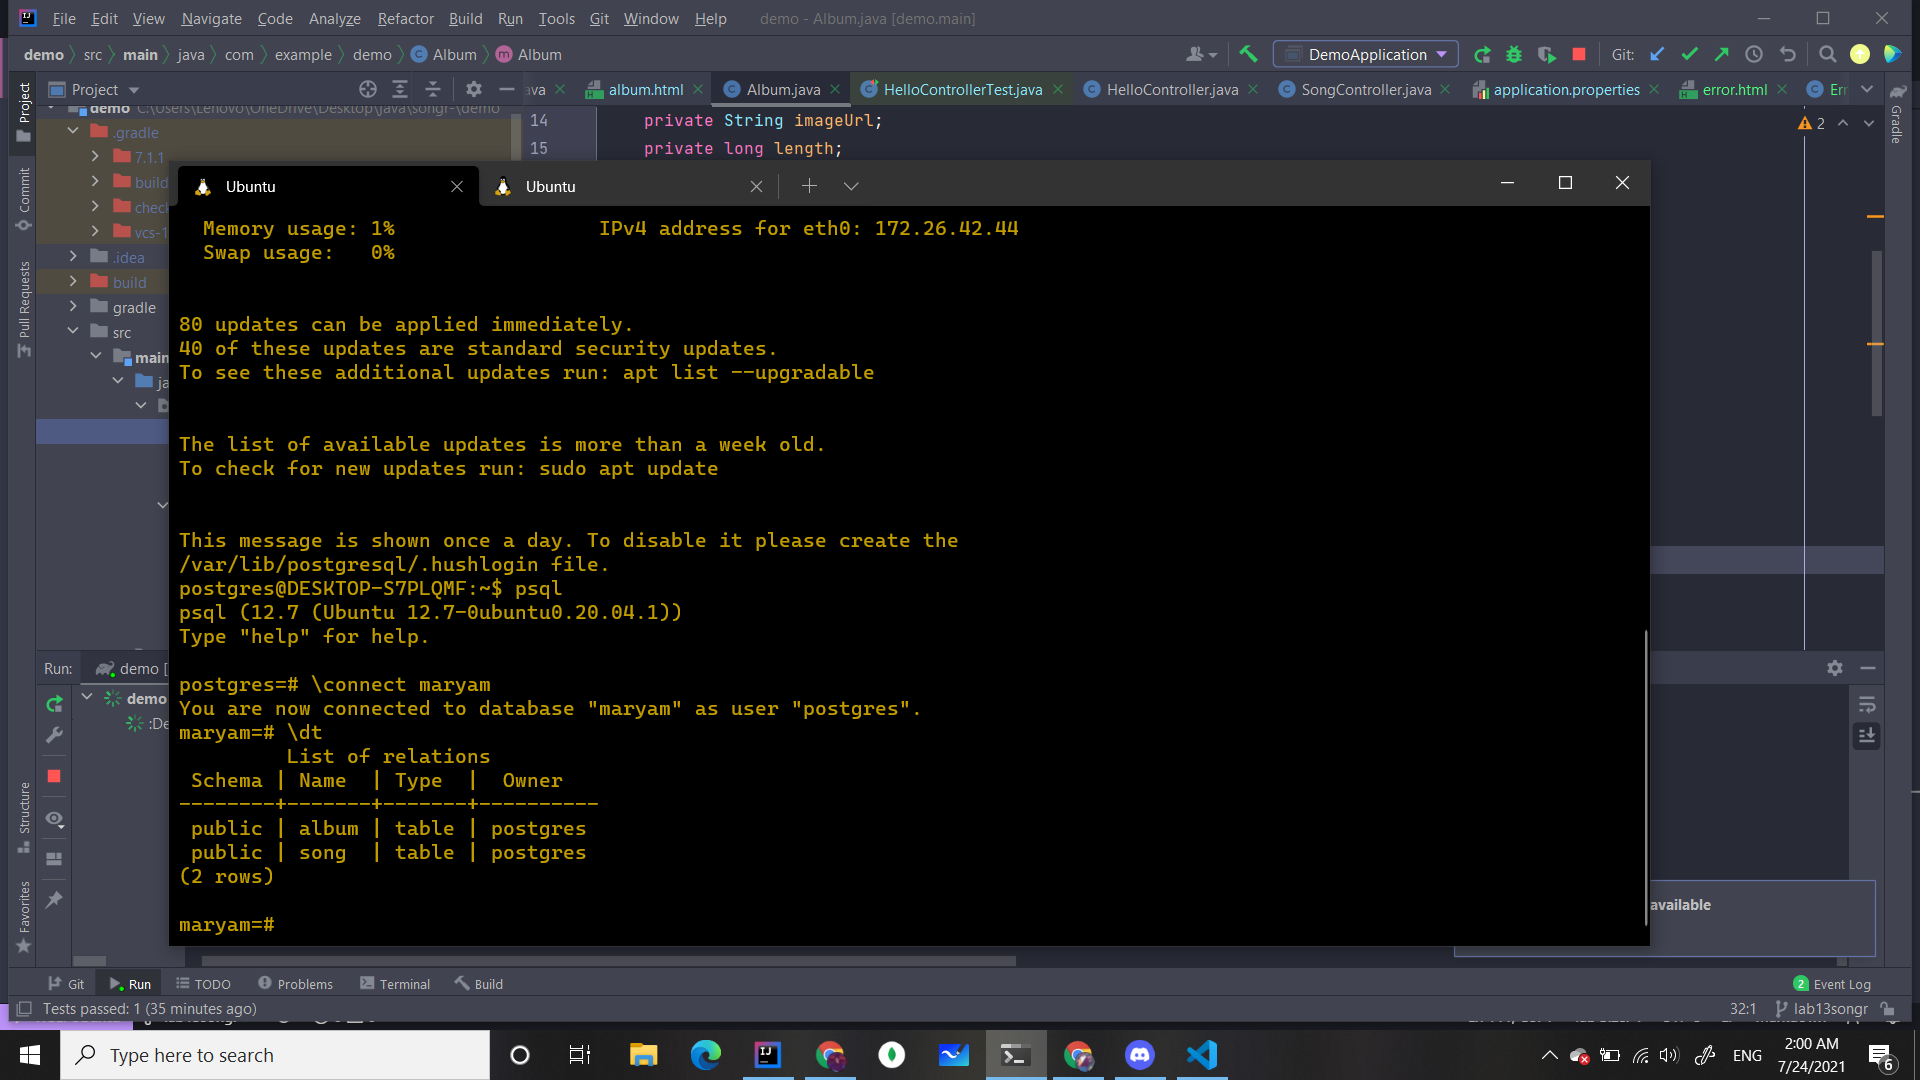 File Edit View Navigate Code Analyze Refactor Build Run Tools Git Window Help demo - Album.java [demo.main]
demo src main java com example demo Album Album DemoApplication Git:
Project ava album.html Album.java HelloControllerTest.java HelloController.java SongController.java application.properties error.html Err
demo C:\Users\Lenovo\OneDrive\Desktop\java\songr-\demo
.gradle
7.1.1
build
check
vcs-1
.idea
build
gradle
src
main
ja
14 private String imageUrl;
15 private long length;
2
Project
Commit
Pull Requests
Structure
Favorites
Gradle
Ubuntu Ubuntu
Memory usage: 1% IPv4 address for eth0: 172.26.42.44
Swap usage: 0%
80 updates can be applied immediately.
40 of these updates are standard security updates.
To see these additional updates run: apt list --upgradable
The list of available updates is more than a week old.
To check for new updates run: sudo apt update
This message is shown once a day. To disable it please create the
/var/lib/postgresql/.hushlogin file.
postgres@DESKTOP-S7PLQMF:~$ psql
psql (12.7 (Ubuntu 12.7-0ubuntu0.20.04.1))
Type "help" for help.
postgres=# \connect maryam
You are now connected to database "maryam" as user "postgres".
maryam=# \dt
List of relations
Schema | Name | Type | Owner
--------+-------+-------+----------
public | album | table | postgres
public | song | table | postgres
(2 rows)
maryam=#
Run: demo [
demo
:De
available
Git Run TODO Problems Terminal Build 2 Event Log
Tests passed: 1 (35 minutes ago) 32:1 lab13songr
Type here to search
ENG 2:00 AM
7/24/2021
6